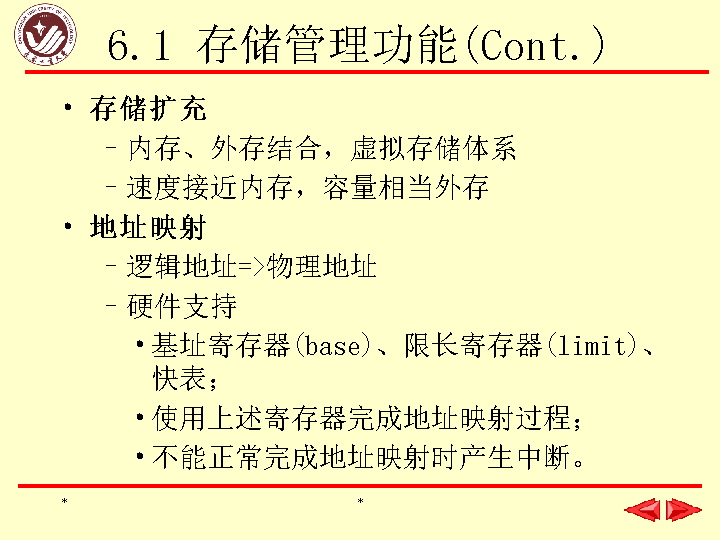 6.1 存储管理功能(Cont.)
• 存储扩充
–内存、外存结合，虚拟存储体系
–速度接近内存，容量相当外存
• 地址映射
–逻辑地址=>物理地址
–硬件支持
•基址寄存器(base)、限长寄存器(limit)、
快表；
•使用上述寄存器完成地址映射过程；
•不能正常完成地址映射时产生中断。
* *